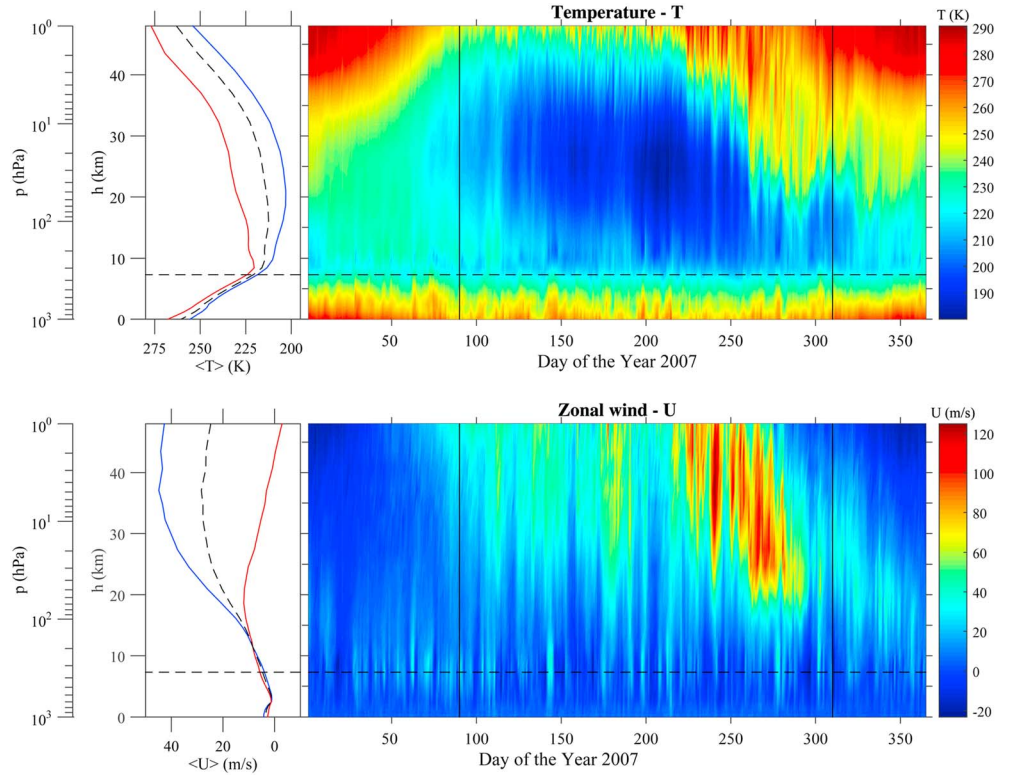 Temperature - T
T (K)
10⁰
10¹
10²
10³
p (hPa)
40
30
20
10
0
h (km)
275 250 225 200
<T> (K)
50 100 150 200 250 300 350
Day of the Year 2007
290
280
270
260
250
240
230
220
210
200
190
Zonal wind - U
U (m/s)
10⁰
10¹
10²
10³
p (hPa)
40
30
20
10
0
h (km)
40 20 0
<U> (m/s)
50 100 150 200 250 300 350
Day of the Year 2007
120
100
80
60
40
20
0
-20